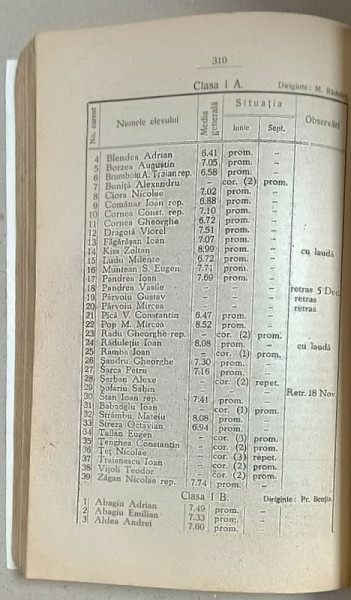 310
Clasa I A. Diriginte: M.
No. curent Numele elevului Media generală Situaţia Observări
Iunie Sept.
4 Blendea Adrian 6.41 prom. –
5 Borzea Augustin 7.05 prom. –
6 Brumboiu A. Traian rep. 6.58 prom. –
7 Buniţă Alexandru – cor. (2) prom.
8 Ciora Nicolae 7.02 prom. –
9 Comănar Ioan rep. 6.88 prom. –
10 Cornea Const. rep. 7.10 prom. –
11 Cornea Gheorghe 6.72 prom. –
12 Dragotă Viorel 7.51 prom. –
13 Făgărăşan Ioan 7.07 prom. –
14 Kiss Zoltan 8.99 prom. – cu laudă
15 Ludu Milente 6.72 prom. –
16 Muntean S. Eugen 7.71 prom. –
17 Pandrea Ioan 7.69 prom. –
18 Pandrea Vasile – – – retras 5 Dec.
19 Pârvoiu Gustav – – – retras
20 Pârvoiu Mircea – – – retras
21 Pică V. Constantin 6.47 prom. –
22 Pop M. Mircea 8.52 prom. –
23 Radu Gheorghe rep. – cor. (2) prom.
24 Răduleţiu Ioan 8.08 prom. – cu laudă
25 Ramba Ioan – cor. (1) prom.
26 Şandru Gheorghe 7.30 prom. –
27 Sarca Petru 7.16 prom. –
28 Şerban Alexe – cor. (2) repet.
29 Şofariu Sabin – – – Retr. 18 Nov.
30 Stan Ioan rep. 7.41 prom. –
31 Babaoglu Ioan – cor. (1) prom.
32 Strâmbu Mateiu 8.08 prom. –
33 Streza Octavian 6.94 prom. –
34 Tallán Eugen – cor. (3) prom.
35 Ţenghea Constantin – cor. (2) prom.
36 Ţeţ Nicolae – cor. (3) repet.
37 Traisnescu Ioan – cor. (2) prom.
38 Vijoli Teodor – cor. (2) prom.
39 Zăgan Nicolae rep. 7.74 prom. –
Clasa I B. Diriginte: Pr. Benţia.
1 Abagiu Adrian 7.49 prom. –
2 Abagiu Emilian 7.33 prom. –
3 Aldea Andrei 7.60 prom. –